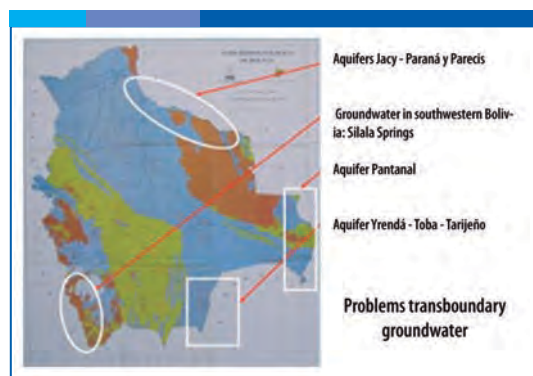 Aquifers Jacy - Paraná y Parecis
Groundwater in southwestern Boliv-
ia: Silala Springs
Aquifer Pantanal
Aquifer Yrendá - Toba - Tarijeño
Problems transboundary
groundwater